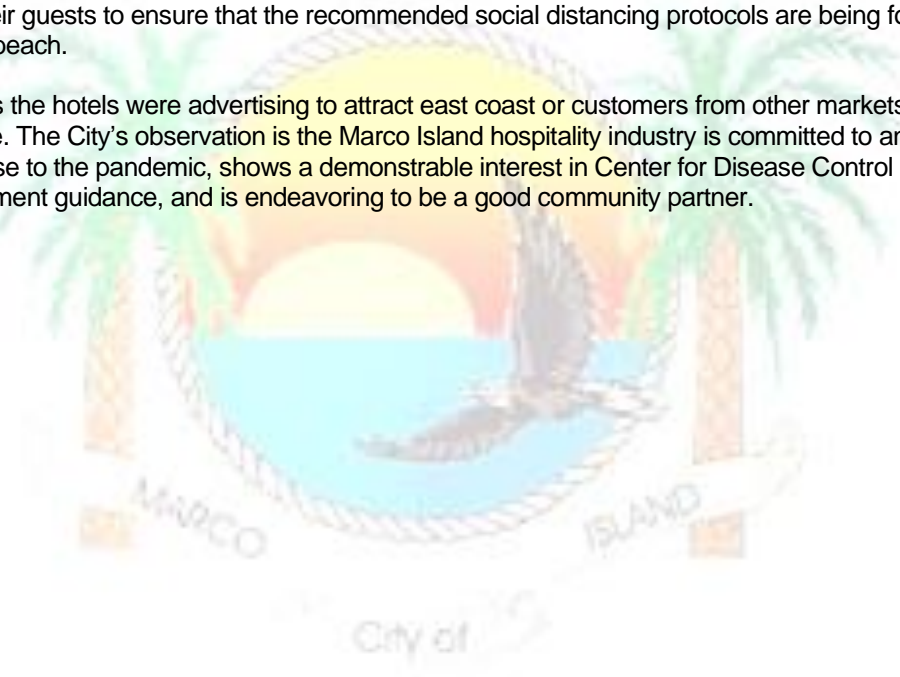 ir guests to ensure that the recommended social distancing protocols are being fo
beach.
s the hotels were advertising to attract east coast or customers from other markets
e. The City's observation is the Marco Island hospitality industry is committed to an
se to the pandemic, shows a demonstrable interest in Center for Disease Control
ment guidance, and is endeavoring to be a good community partner.
MARCO ISLAND
City of